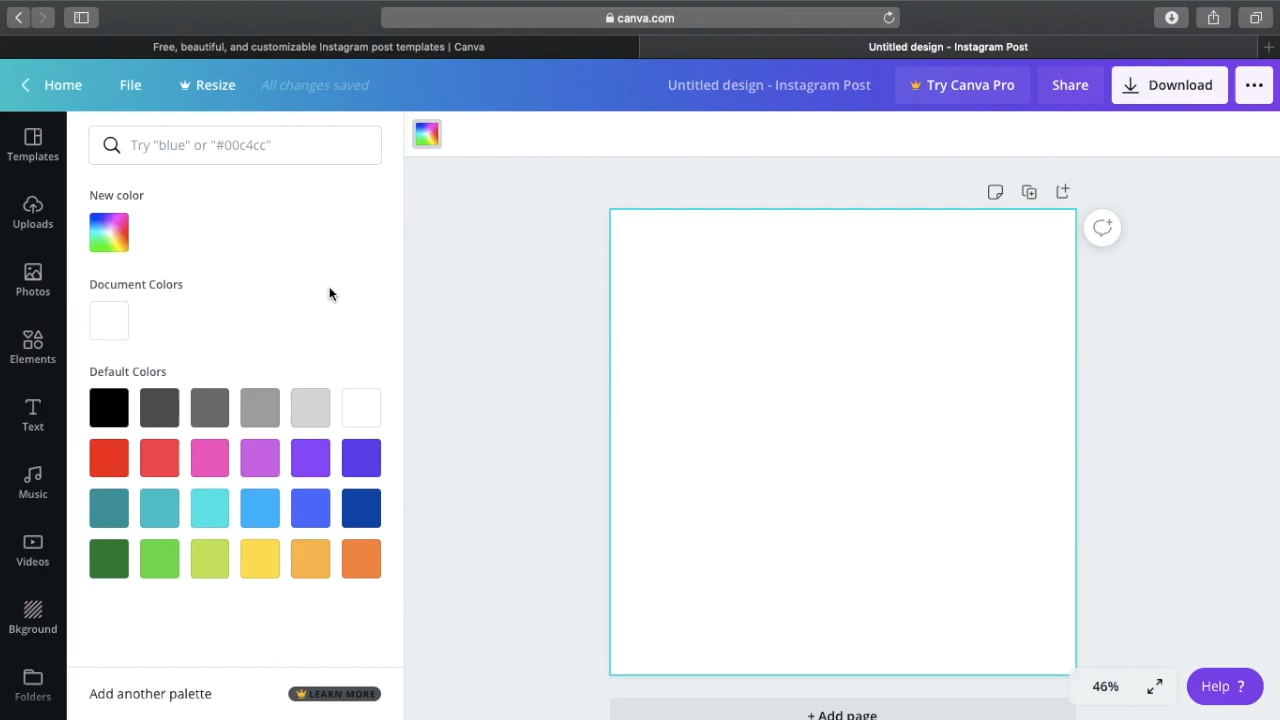 canva.com
Free, beautiful, and customizable Instagram post templates | Canva
Untitled design - Instagram Post
Home
File
Resize
All changes saved
Untitled design - Instagram Post
Try Canva Pro
Share
Download
Templates
Uploads
Photos
Elements
Text
Music
Videos
Bkground
Folders
Try "blue" or "#00c4cc"
New color
Document Colors
Default Colors
Add another palette
LEARN MORE
+ Add page
46%
Help ?